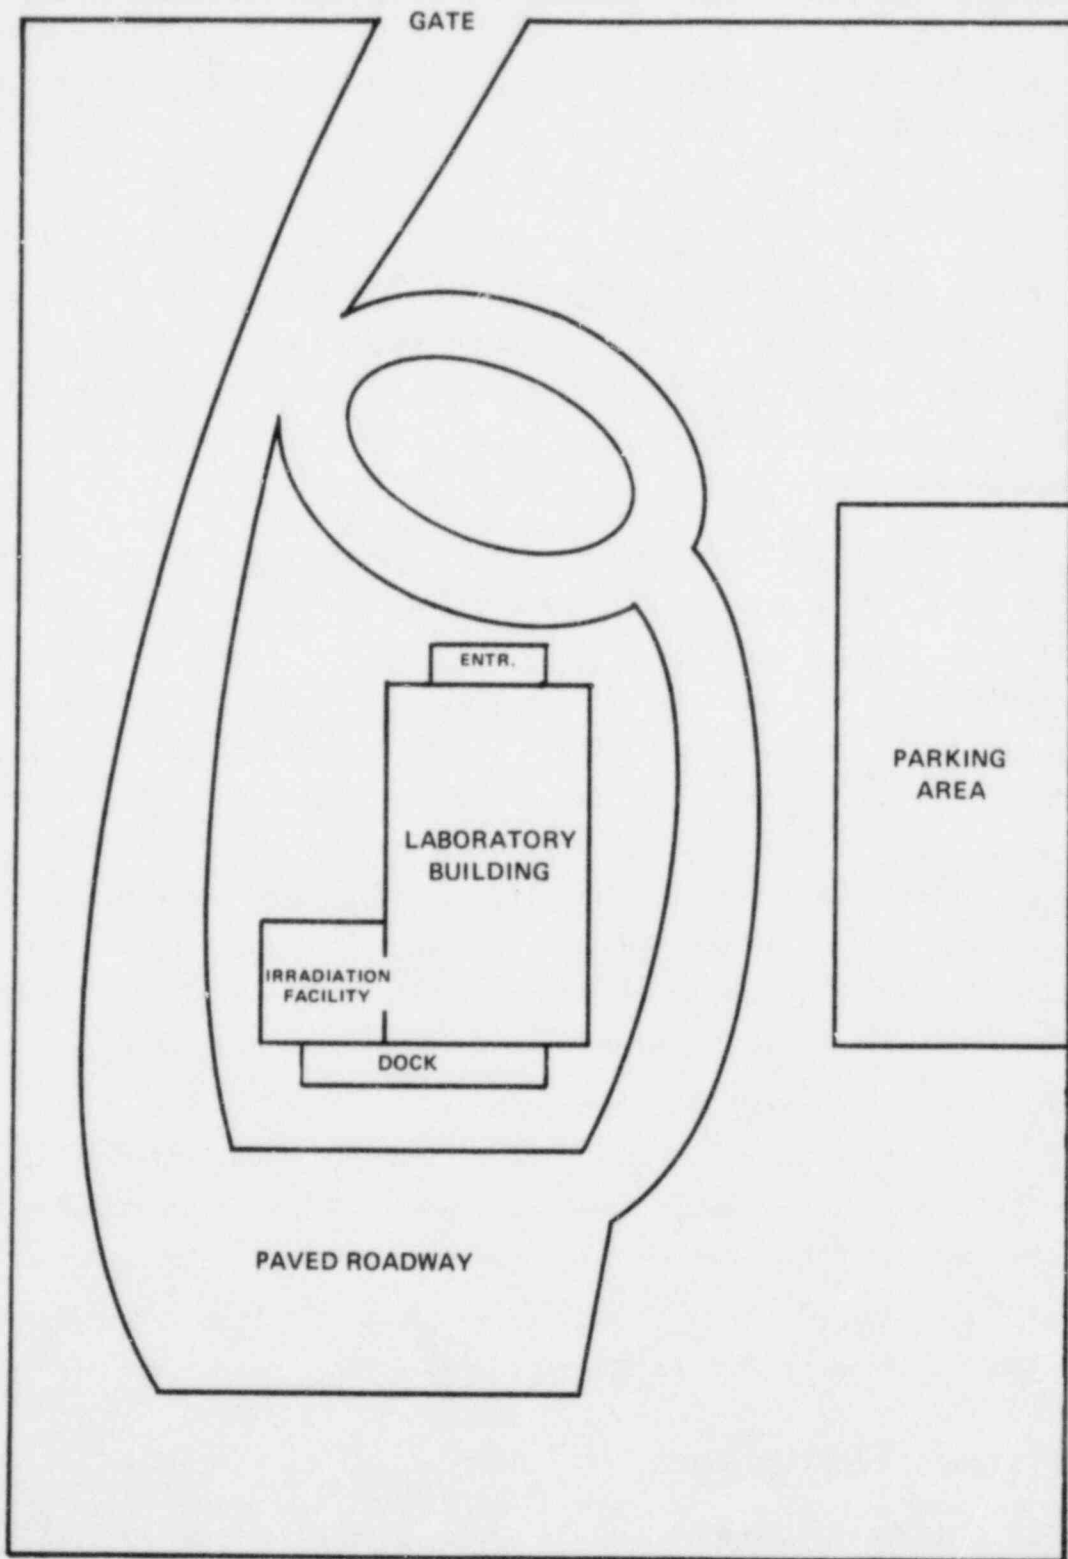 GATE
ENTR.
PARKING
AREA
LABORATORY
BUILDING
IRRADIATION
FACILITY
DOCK
PAVED ROADWAY